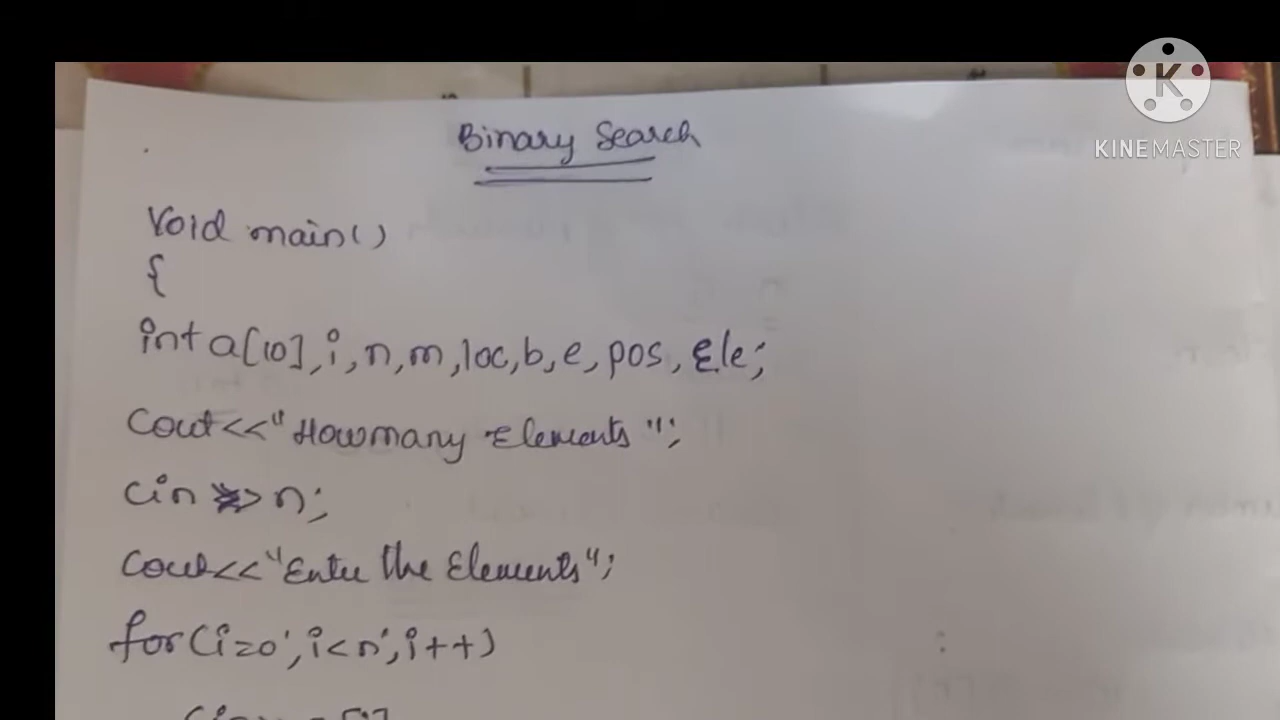 Binary Search
KINEMASTER
void main()
{
int a[10], i, n, m, loc, b, e, pos, Ele;
Cout<<"Howmany Elements";
Cin >> n;
Cout<<"Enter the Elements";
for(i=0; i<n; i++)